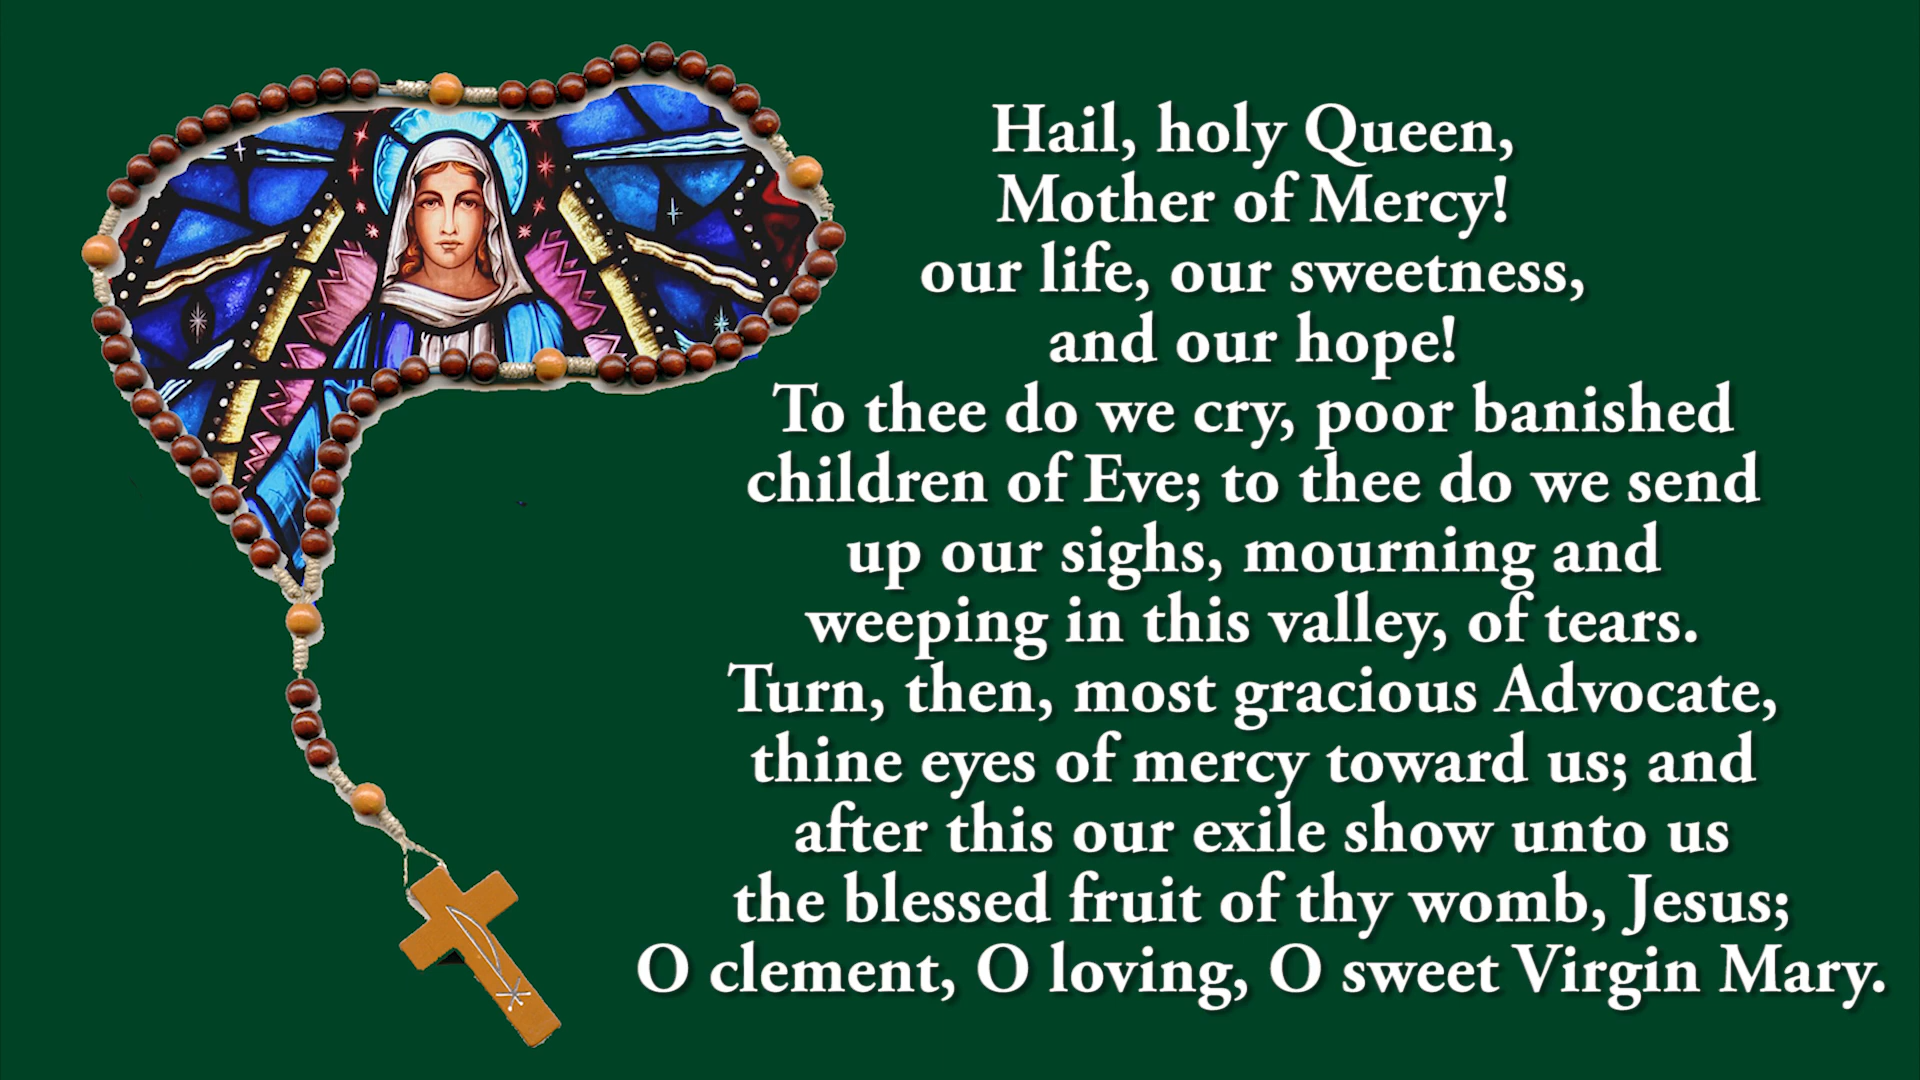 Hail, holy Queen,
Mother of Mercy!
our life, our sweetness,
and our hope!
To thee do we cry, poor banished
children of Eve; to thee do we send
up our sighs, mourning and
weeping in this valley, of tears.
Turn, then, most gracious Advocate,
thine eyes of mercy toward us; and
after this our exile show unto us
the blessed fruit of thy womb, Jesus;
O clement, O loving, O sweet Virgin Mary.